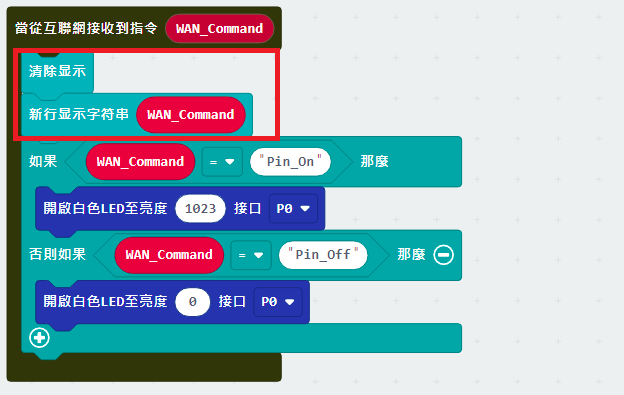 當從互聯網接收到指令 WAN_Command
清除显示
新行显示字符串 WAN_Command
如果 WAN_Command = "Pin_On" 那麼
開啟白色LED至亮度 1023 接口 P0
否則如果 WAN_Command = "Pin_Off" 那麼
開啟白色LED至亮度 0 接口 P0